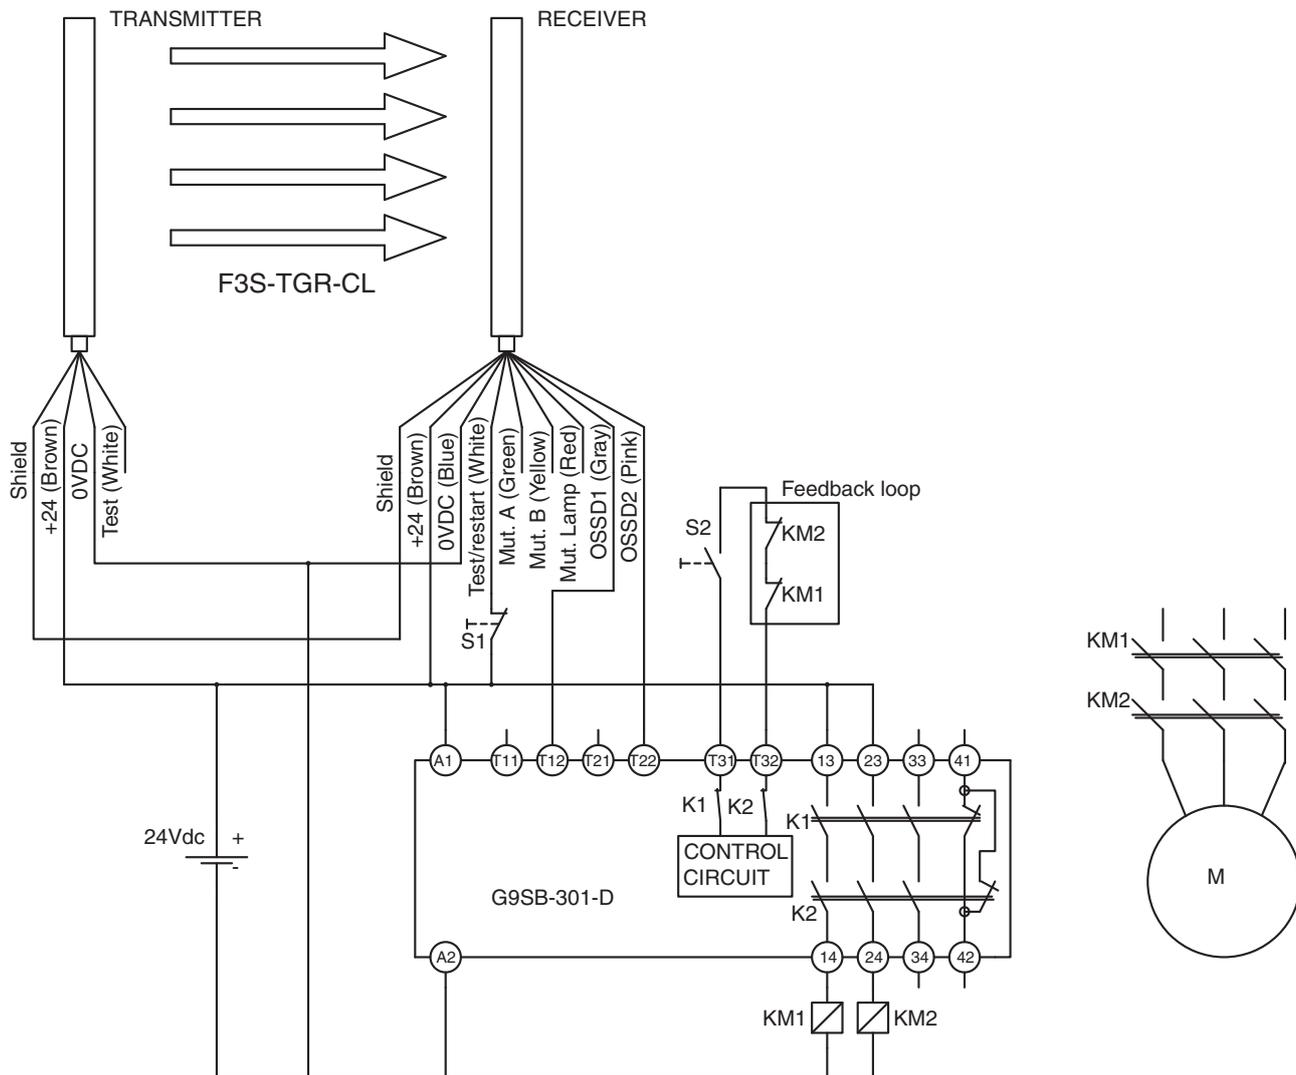 TRANSMITTER
RECEIVER
F3S-TGR-CL
Shield
+24 (Brown)
0VDC
Test (White)
Shield
+24 (Brown)
0VDC (Blue)
Test/restart (White)
Mut. A (Green)
Mut. B (Yellow)
Mut. Lamp (Red)
OSSD1 (Gray)
OSSD2 (Pink)
Feedback loop
S2
KM2
KM1
S1
KM1
KM2
A1
T11
T12
T21
T22
T31
T32
13
23
33
41
K1
K2
K1
CONTROL
CIRCUIT
24Vdc
+
-
G9SB-301-D
K2
M
A2
14
24
34
42
KM1
KM2